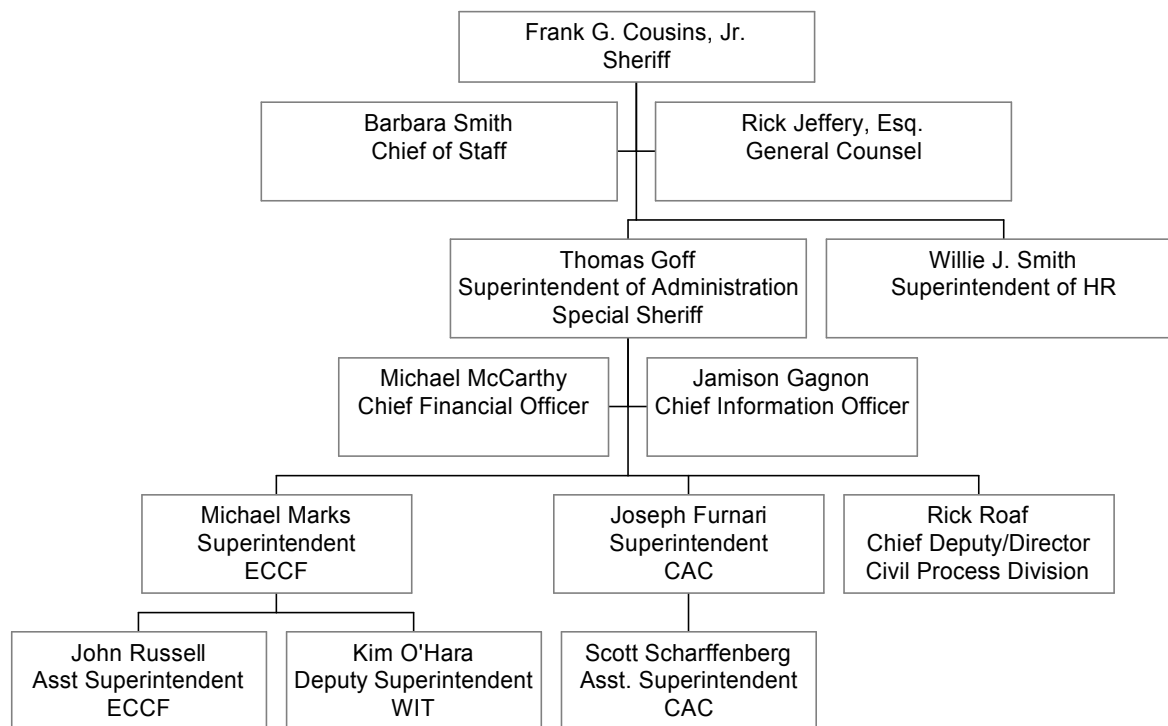 Frank G. Cousins, Jr.
Sheriff
Barbara Smith
Chief of Staff
Rick Jeffery, Esq.
General Counsel
Thomas Goff
Superintendent of Administration
Special Sheriff
Willie J. Smith
Superintendent of HR
Michael McCarthy
Chief Financial Officer
Jamison Gagnon
Chief Information Officer
Michael Marks
Superintendent
ECCF
Joseph Furnari
Superintendent
CAC
Rick Roaf
Chief Deputy/Director
Civil Process Division
John Russell
Asst Superintendent
ECCF
Kim O'Hara
Deputy Superintendent
WIT
Scott Scharffenberg
Asst. Superintendent
CAC